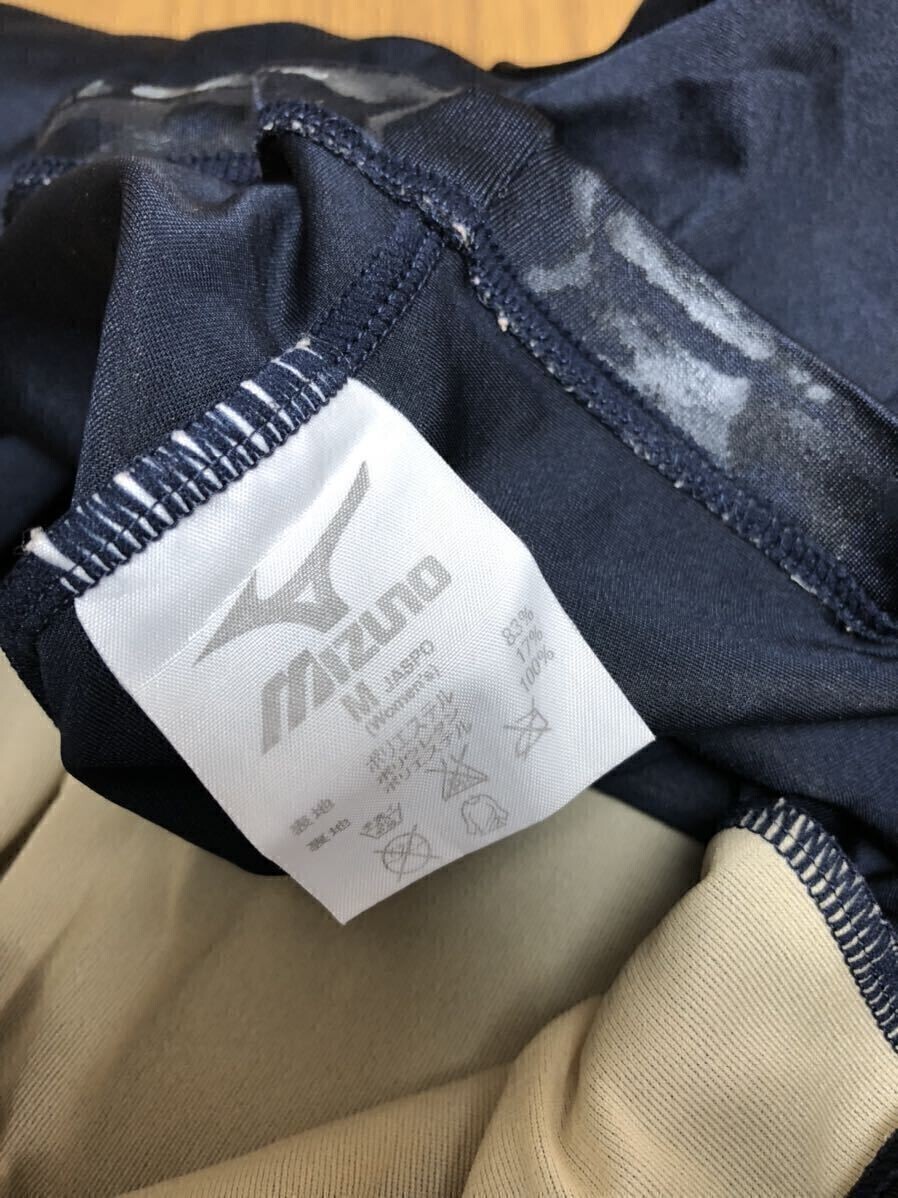 MIZUNO
M JASPO
(Women's)
表地 ポリエステル 83%
ポリウレタン 17%
裏地 ポリエステル 100%